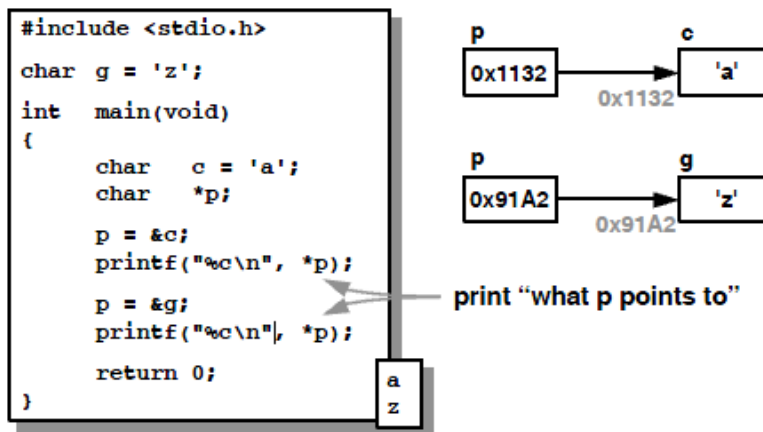 #include <stdio.h>
char g = 'z';
int main(void)
{
char c = 'a';
char *p;
p = &c;
printf("%c\n", *p);
p = &g;
printf("%c\n", *p);
return 0;
}
a
z
p
c
0x1132
'a'
0x1132
p
g
0x91A2
'z'
0x91A2
print “what p points to”